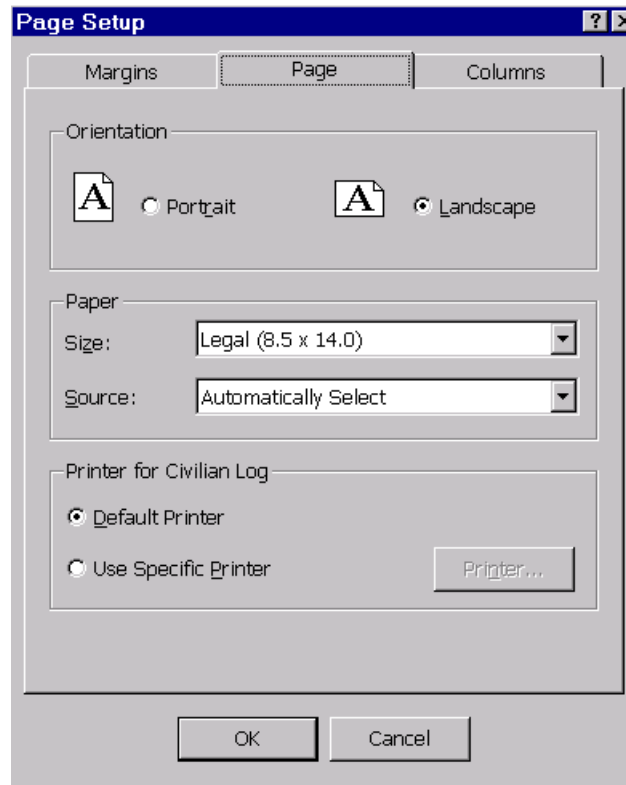 Page Setup
Margins
Page
Columns
Orientation
A
Portrait
A
Landscape
Paper
Size:
Legal (8.5 x 14.0)
Source:
Automatically Select
Printer for Civilian Log
Default Printer
Use Specific Printer
Printer...
OK
Cancel